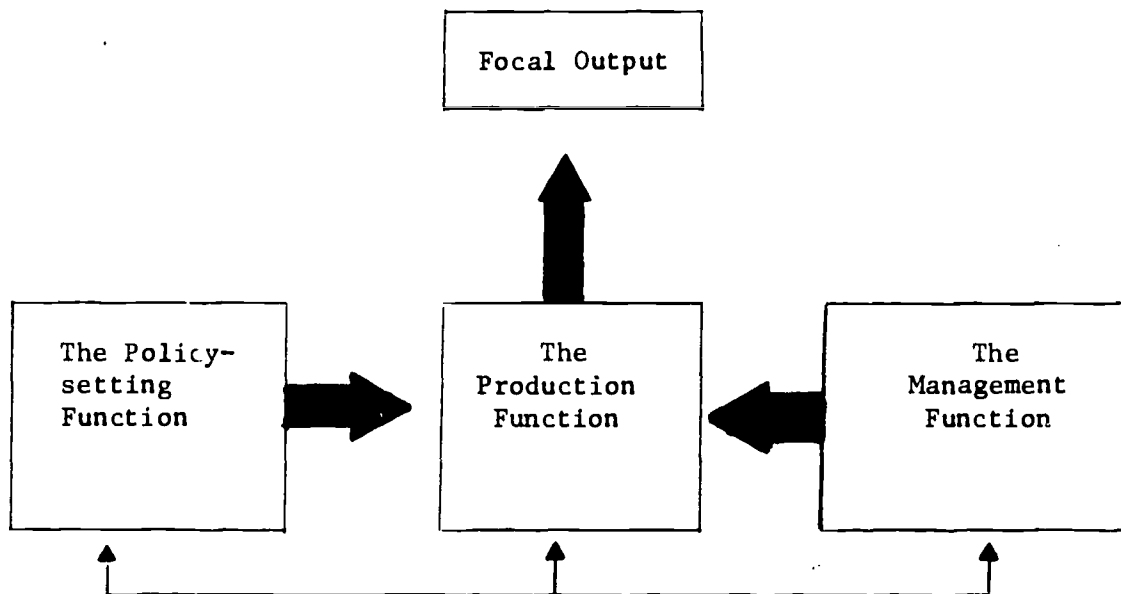 Focal Output
The Policy-
setting
Function
The
Production
Function
The
Management
Function